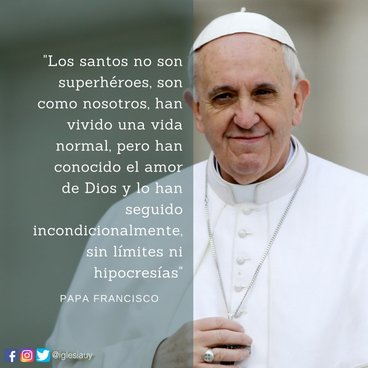 "Los santos no son
superhéroes, son
como nosotros, han
vivido una vida
normal, pero han
conocido el amor
de Dios y lo han
seguido
incondicionalmente,
sin límites ni
hipocresías"
PAPA FRANCISCO
@iglesiauy